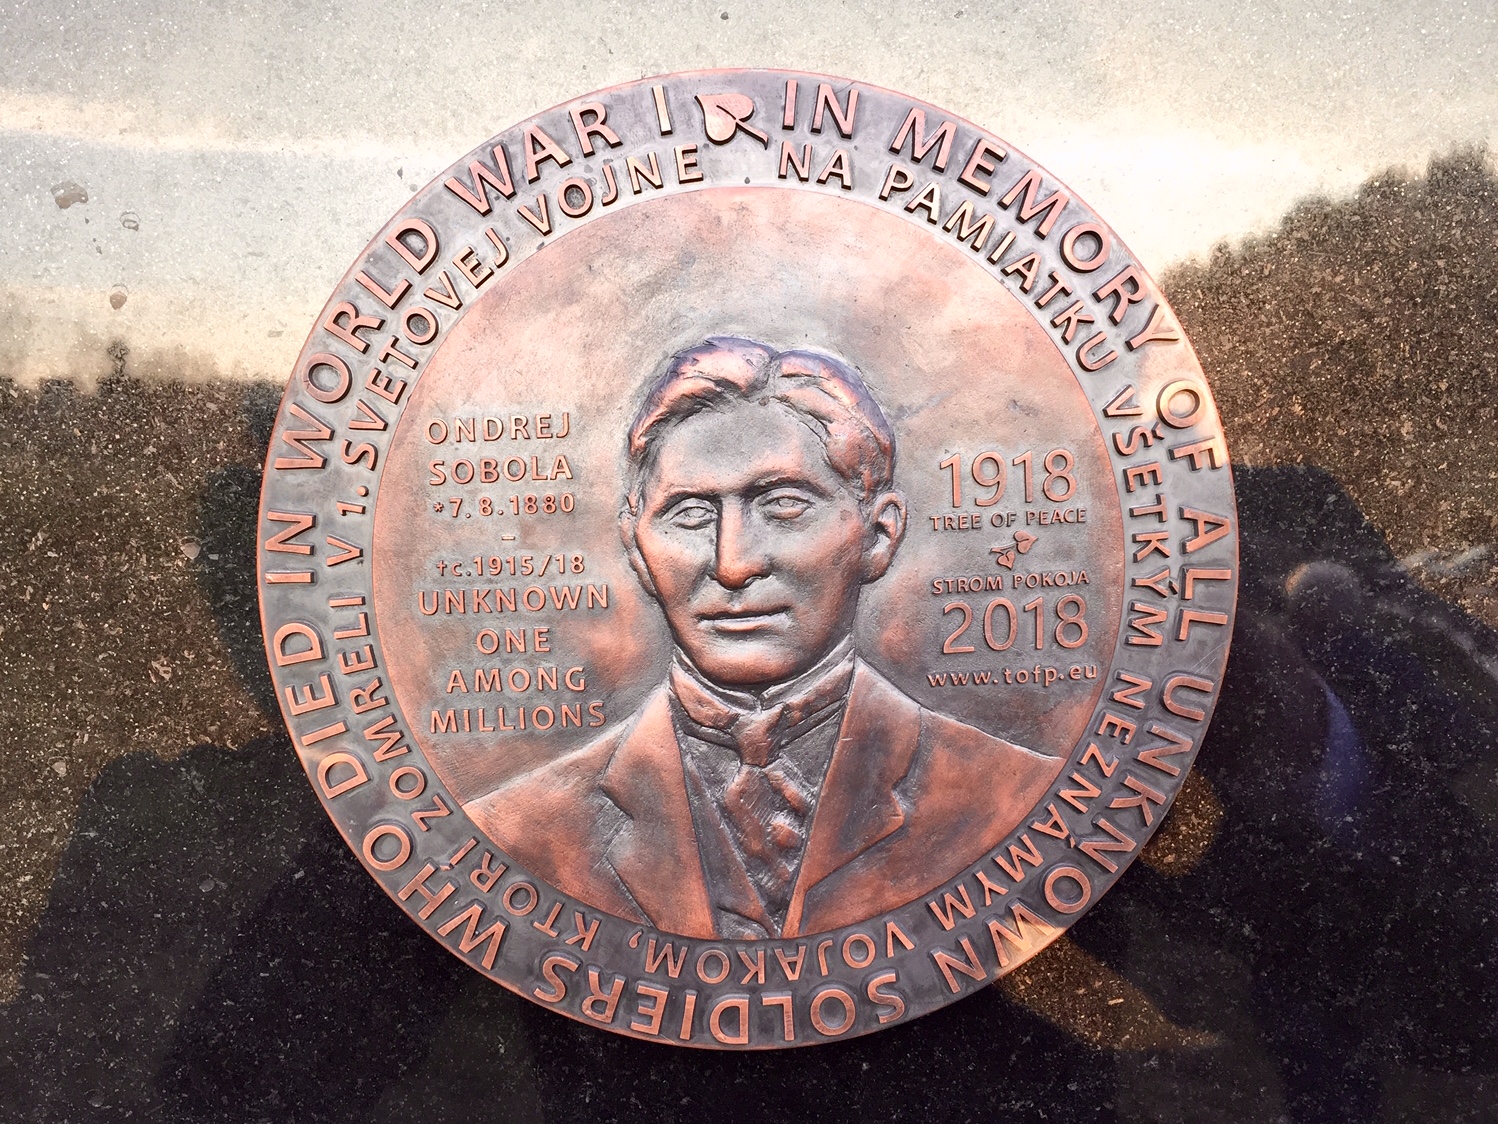 IN MEMORY OF ALL UNKNOWN SOLDIERS WHO DIED IN WORLD WAR I
NA PAMIATKU VŠETKÝM NEZNÁMYM VOJAKOM, KTORÍ ZOMRELI V 1. SVETOVEJ VOJNE
ONDREJ
SOBOLA
*7.8.1880
–
†c.1915/18
UNKNOWN
ONE
AMONG
MILLIONS
1918
TREE OF PEACE
STROM POKOJA
2018
www.tofp.eu